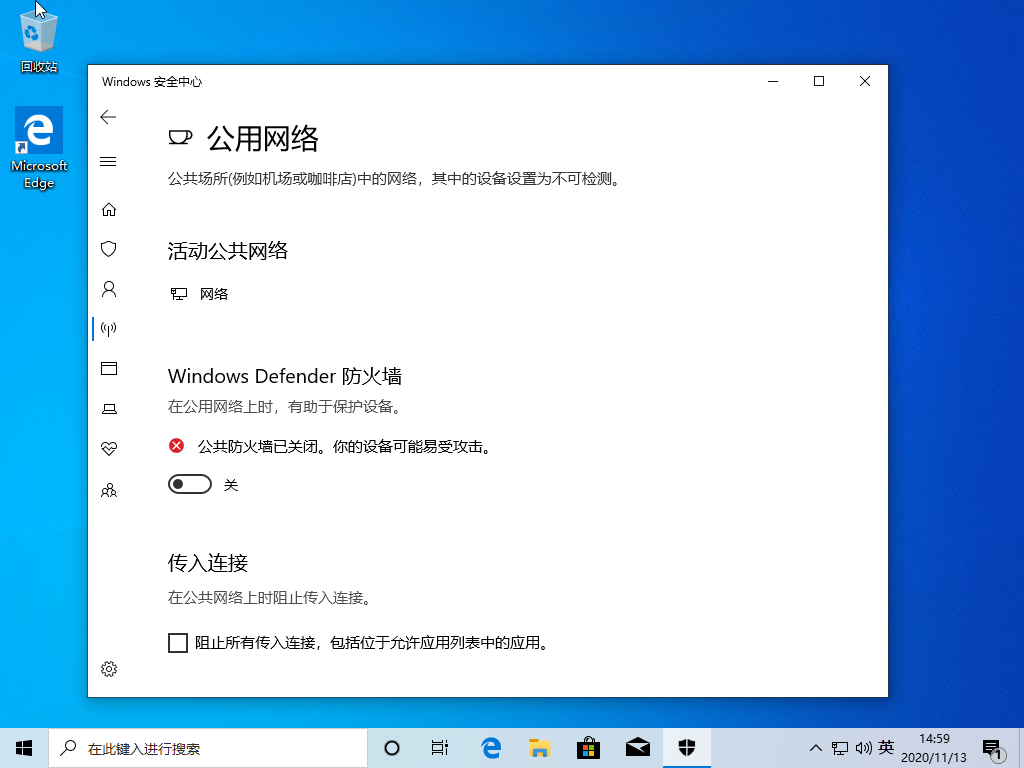 回收站
Microsoft
Edge
Windows 安全中心
公用网络
公共场所(例如机场或咖啡店)中的网络，其中的设备设置为不可检测。
活动公共网络
网络
Windows Defender 防火墙
在公用网络上时，有助于保护设备。
公共防火墙已关闭。你的设备可能易受攻击。
关
传入连接
在公共网络上时阻止传入连接。
阻止所有传入连接，包括位于允许应用列表中的应用。
在此键入进行搜索
英
14:59
2020/11/13
1